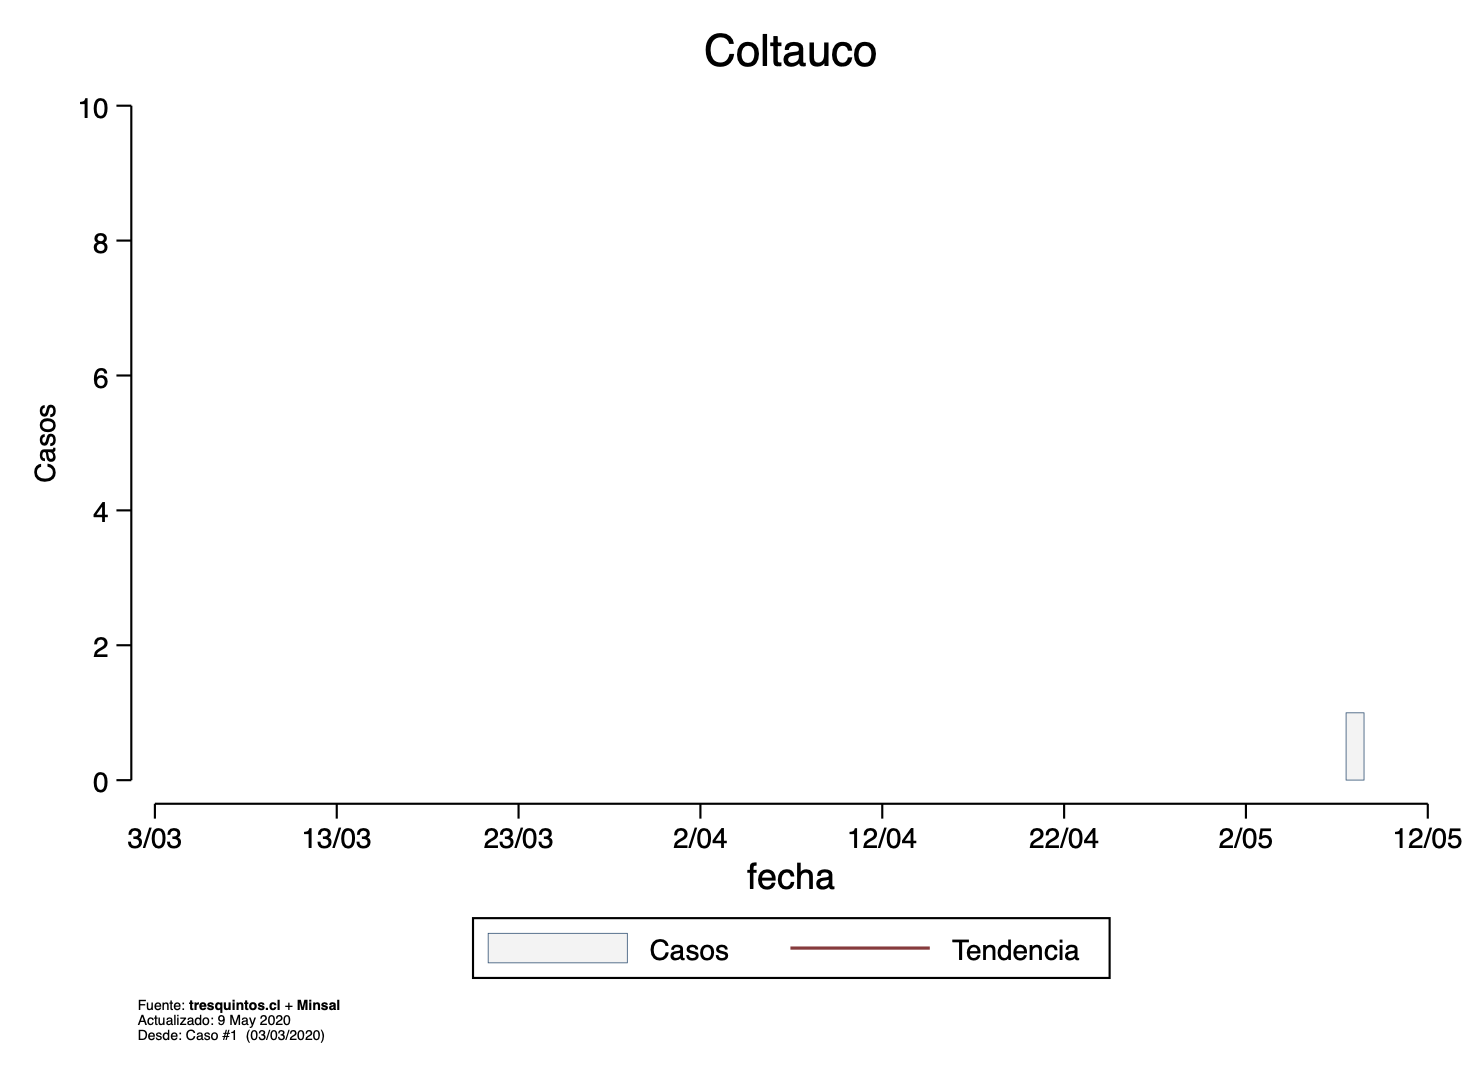 Coltauco
10
8
6
4
2
0
Casos
3/03 13/03 23/03 2/04 12/04 22/04 2/05 12/05
fecha
Casos Tendencia
Fuente: tresquintos.cl + Minsal
Actualizado: 9 May 2020
Desde: Caso #1 (03/03/2020)